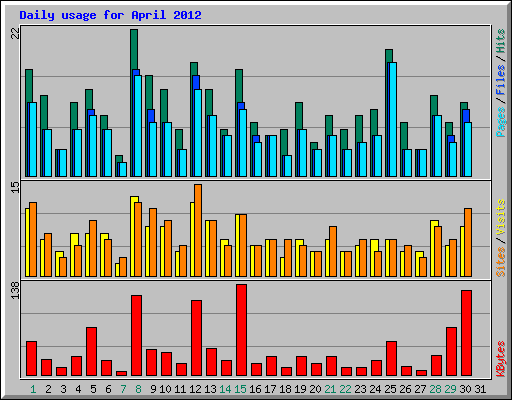 Daily usage for April 2012
22
Pages / Files / Hits
15
Sites / Visits
138
KBytes
1 2 3 4 5 6 7 8 9 10 11 12 13 14 15 16 17 18 19 20 21 22 23 24 25 26 27 28 29 30 31